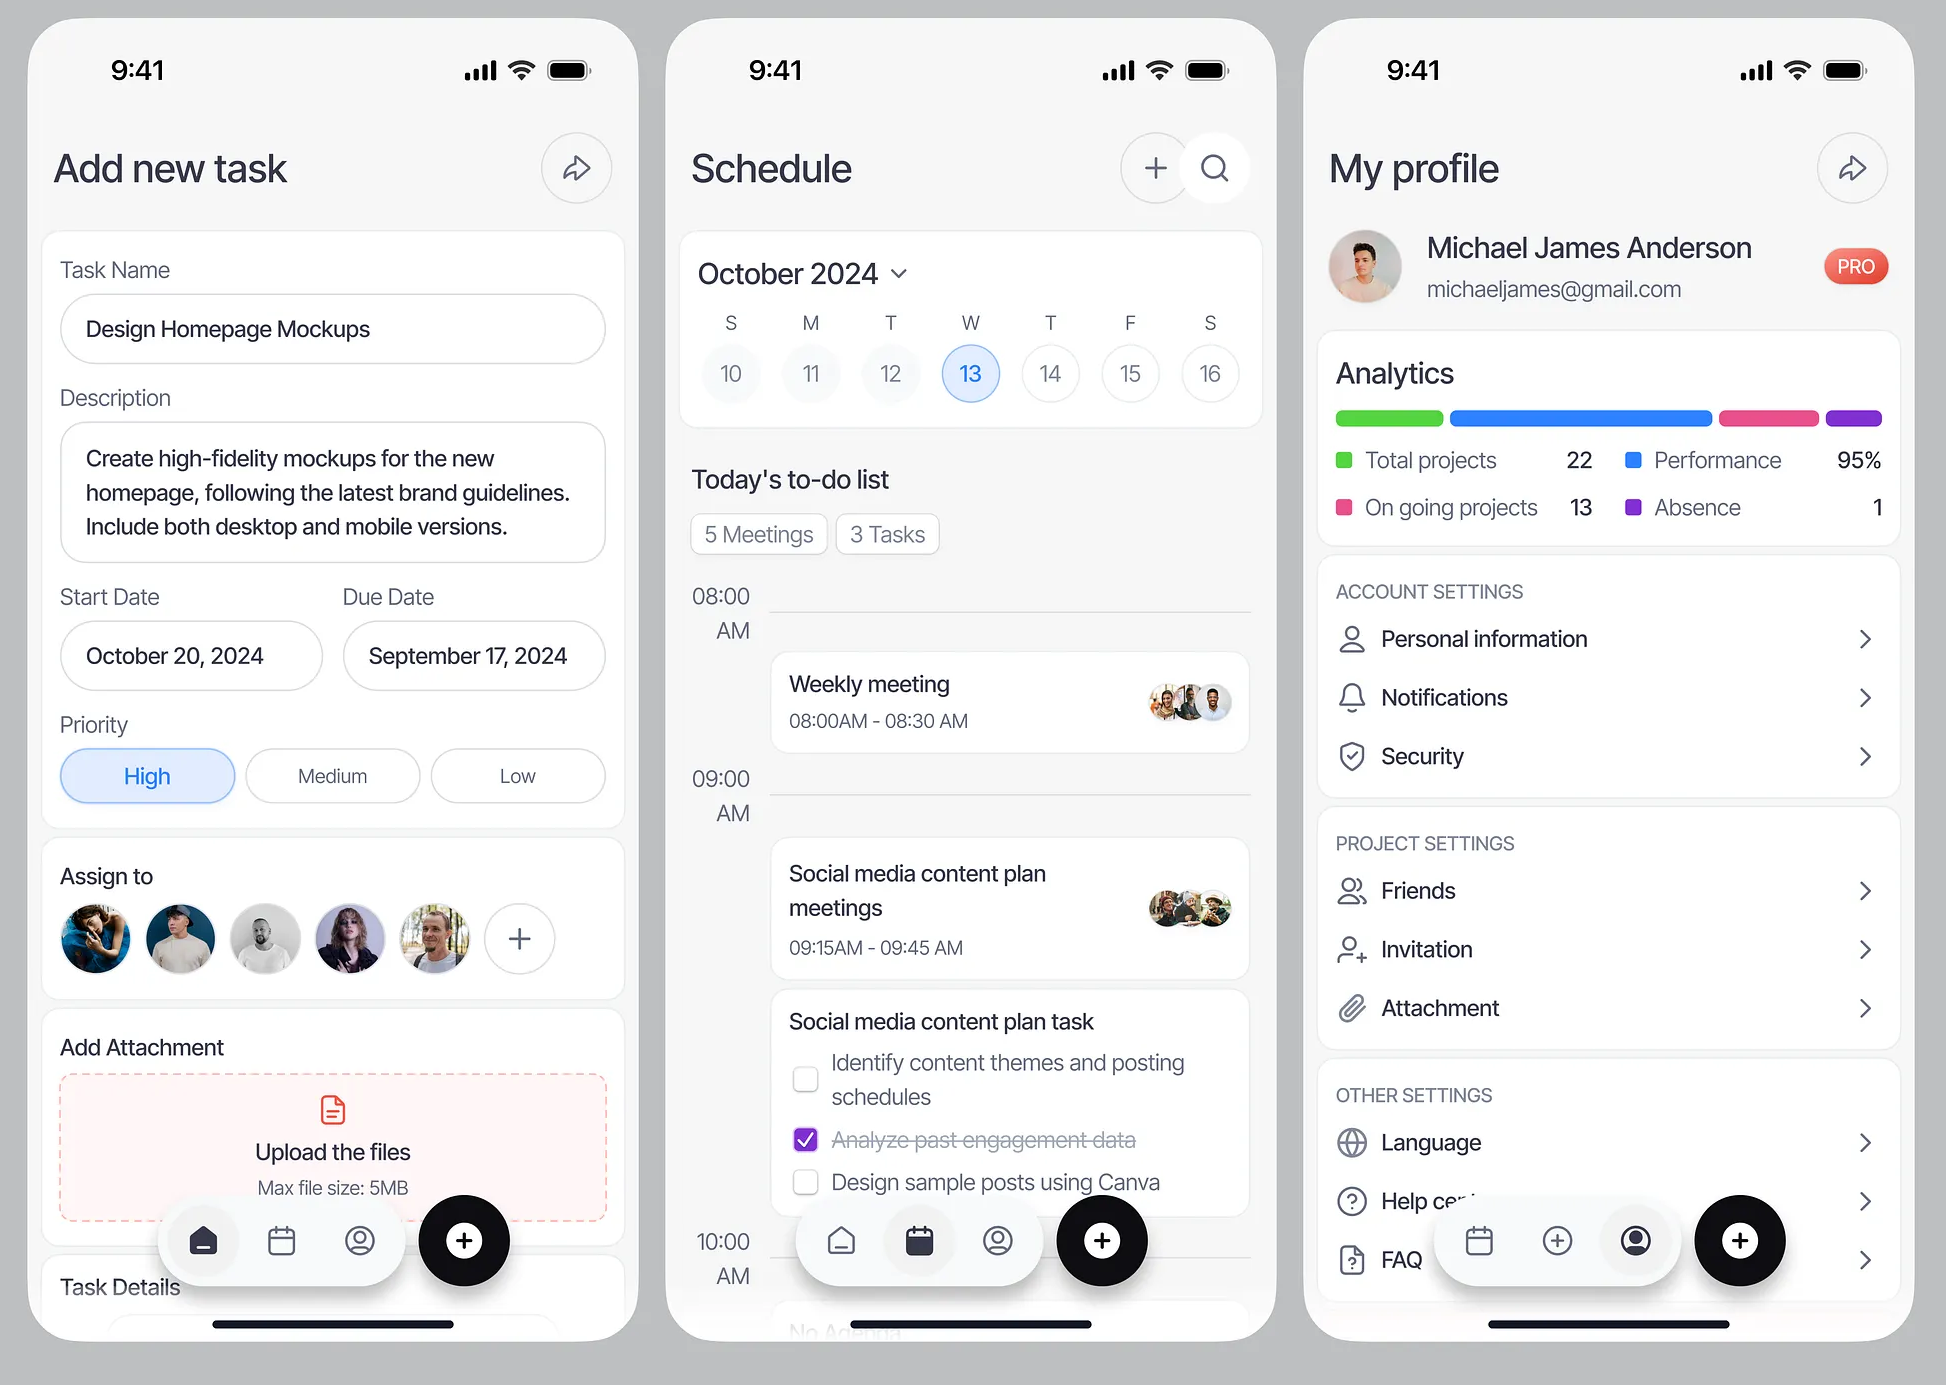 9:41
Add new task
Task Name
Design Homepage Mockups
Description
Create high-fidelity mockups for the new
homepage, following the latest brand guidelines.
Include both desktop and mobile versions.
Start Date
Due Date
October 20, 2024
September 17, 2024
Priority
High
Medium
Low
Assign to
Add Attachment
Upload the files
Max file size: 5MB
Task Details
9:41
Schedule
October 2024
S M T W T F S
10 11 12 13 14 15 16
Today's to-do list
5 Meetings
3 Tasks
08:00
AM
Weekly meeting
08:00AM - 08:30 AM
09:00
AM
Social media content plan
meetings
09:15AM - 09:45 AM
Social media content plan task
Identify content themes and posting
schedules
Analyze past engagement data
Design sample posts using Canva
10:00
AM
No Agenda
9:41
My profile
Michael James Anderson
michaeljames@gmail.com
PRO
Analytics
Total projects 22
Performance 95%
On going projects 13
Absence 1
ACCOUNT SETTINGS
Personal information
Notifications
Security
PROJECT SETTINGS
Friends
Invitation
Attachment
OTHER SETTINGS
Language
Help
FAQ